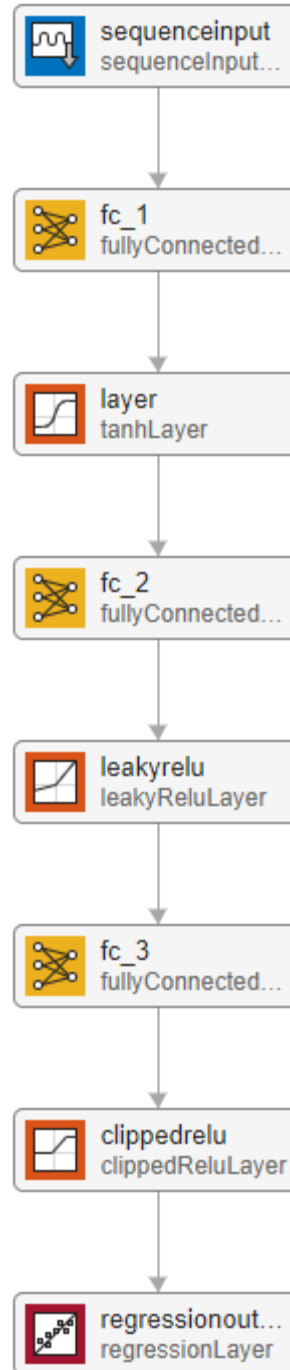 sequenceinput
sequenceInput...
fc_1
fullyConnected...
layer
tanhLayer
fc_2
fullyConnected...
leakyrelu
leakyReluLayer
fc_3
fullyConnected...
clippedrelu
clippedReluLayer
regressionout...
regressionLayer